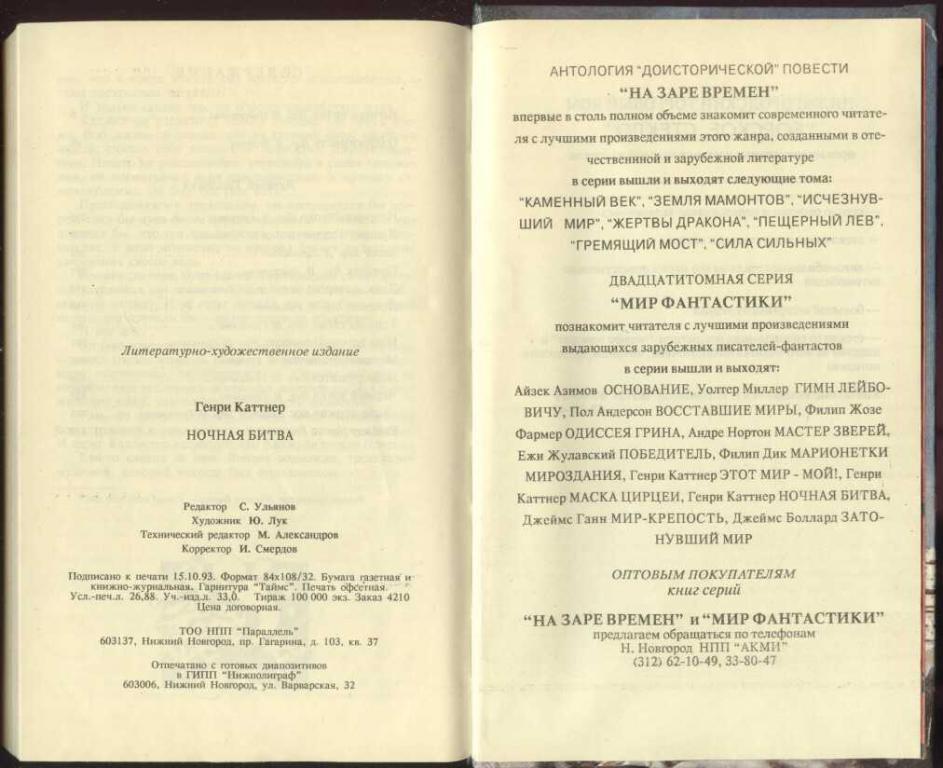 Литературно-художественное издание
Генри Каттнер
НОЧНАЯ БИТВА
Редактор С. Ульянов
Художник Ю. Лук
Технический редактор М. Александров
Корректор И. Смердов
Подписано к печати 15.10.93. Формат 84х108/32. Бумага газетная и
книжно-журнальная. Гарнитура "Таймс". Печать офсетная.
Усл.-печ.л. 26,88. Уч.-изд.л. 33,0. Тираж 100 000 экз. Заказ 4210
Цена договорная.
ТОО НПП "Параллель"
603137, Нижний Новгород, пр. Гагарина, д. 103, кв. 37
Отпечатано с готовых диапозитивов
в ГИПП "Нижполиграф"
603006, Нижний Новгород, ул. Варварская, 32
АНТОЛОГИЯ "ДОИСТОРИЧЕСКОЙ" ПОВЕСТИ
"НА ЗАРЕ ВРЕМЕН"
впервые в столь полном объеме знакомит современного читате-
ля с лучшими произведениями этого жанра, созданными в оте-
чественниной и зарубежной литературе
в серии вышли и выходят следующие тома:
"КАМЕННЫЙ ВЕК", "ЗЕМЛЯ МАМОНТОВ", "ИСЧЕЗНУВ-
ШИЙ МИР", "ЖЕРТВЫ ДРАКОНА", "ПЕЩЕРНЫЙ ЛЕВ",
"ГРЕМЯЩИЙ МОСТ", "СИЛА СИЛЬНЫХ"
ДВАДЦАТИТОМНАЯ СЕРИЯ
"МИР ФАНТАСТИКИ"
познакомит читателя с лучшими произведениями
выдающихся зарубежных писателей-фантастов
в серии вышли и выходят:
Айзек Азимов ОСНОВАНИЕ, Уолтер Миллер ГИМН ЛЕЙБО-
ВИЧУ, Пол Андерсон ВОССТАВШИЕ МИРЫ, Филип Жозе
Фармер ОДИССЕЯ ГРИНА, Андре Нортон МАСТЕР ЗВЕРЕЙ,
Ежи Жулавский ПОБЕДИТЕЛЬ, Филип Дик МАРИОНЕТКИ
МИРОЗДАНИЯ, Генри Каттнер ЭТОТ МИР - МОЙ!, Генри
Каттнер МАСКА ЦИРЦЕИ, Генри Каттнер НОЧНАЯ БИТВА,
Джеймс Ганн МИР-КРЕПОСТЬ, Джеймс Боллард ЗАТО-
НУВШИЙ МИР
ОПТОВЫМ ПОКУПАТЕЛЯМ
книг серий
"НА ЗАРЕ ВРЕМЕН" и "МИР ФАНТАСТИКИ"
предлагаем обращаться по телефонам
Н. Новгород НПП "АКМИ"
(312) 62-10-49, 33-80-47